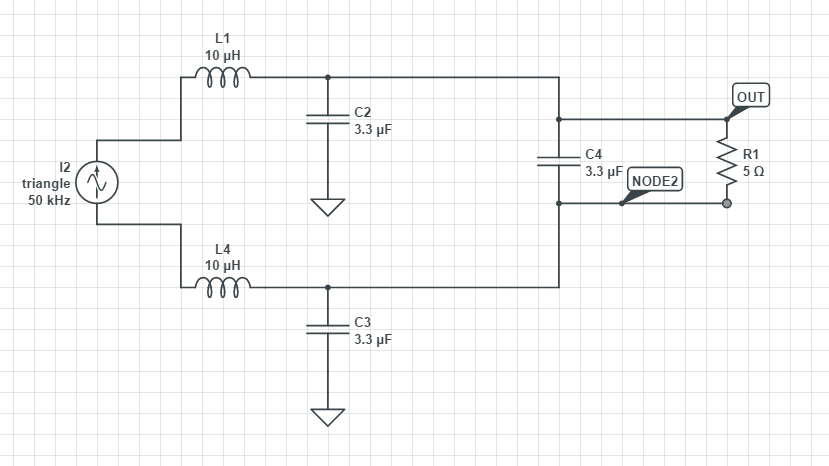 L1
10 µH
C2
3.3 µF
I2
triangle
50 kHz
C4
3.3 µF
OUT
R1
5 Ω
NODE2
L4
10 µH
C3
3.3 µF